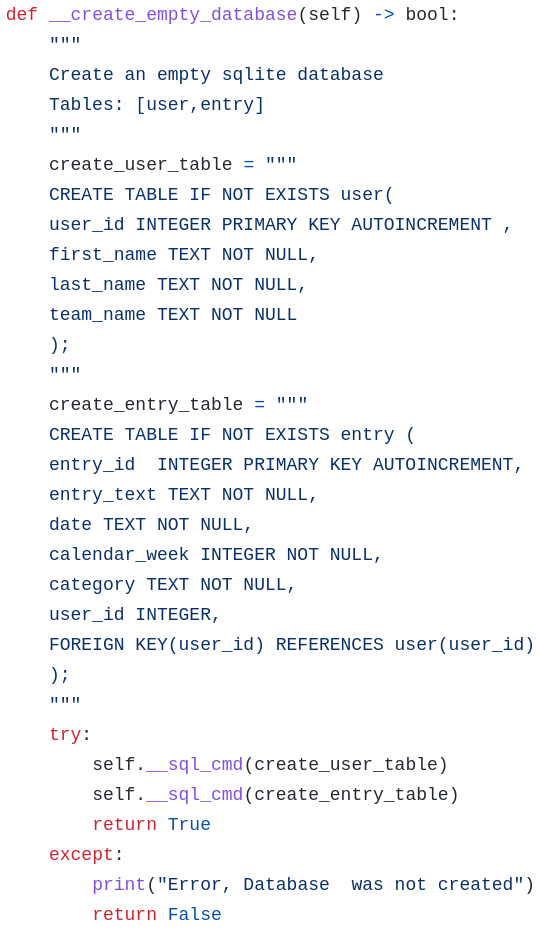 def __create_empty_database(self) -> bool:
    """
    Create an empty sqlite database
    Tables: [user,entry]
    """
    create_user_table = """
    CREATE TABLE IF NOT EXISTS user(
    user_id INTEGER PRIMARY KEY AUTOINCREMENT ,
    first_name TEXT NOT NULL,
    last_name TEXT NOT NULL,
    team_name TEXT NOT NULL
    );
    """
    create_entry_table = """
    CREATE TABLE IF NOT EXISTS entry (
    entry_id  INTEGER PRIMARY KEY AUTOINCREMENT,
    entry_text TEXT NOT NULL,
    date TEXT NOT NULL,
    calendar_week INTEGER NOT NULL,
    category TEXT NOT NULL,
    user_id INTEGER,
    FOREIGN KEY(user_id) REFERENCES user(user_id)
    );
    """
    try:
        self.__sql_cmd(create_user_table)
        self.__sql_cmd(create_entry_table)
        return True
    except:
        print("Error, Database  was not created")
        return False